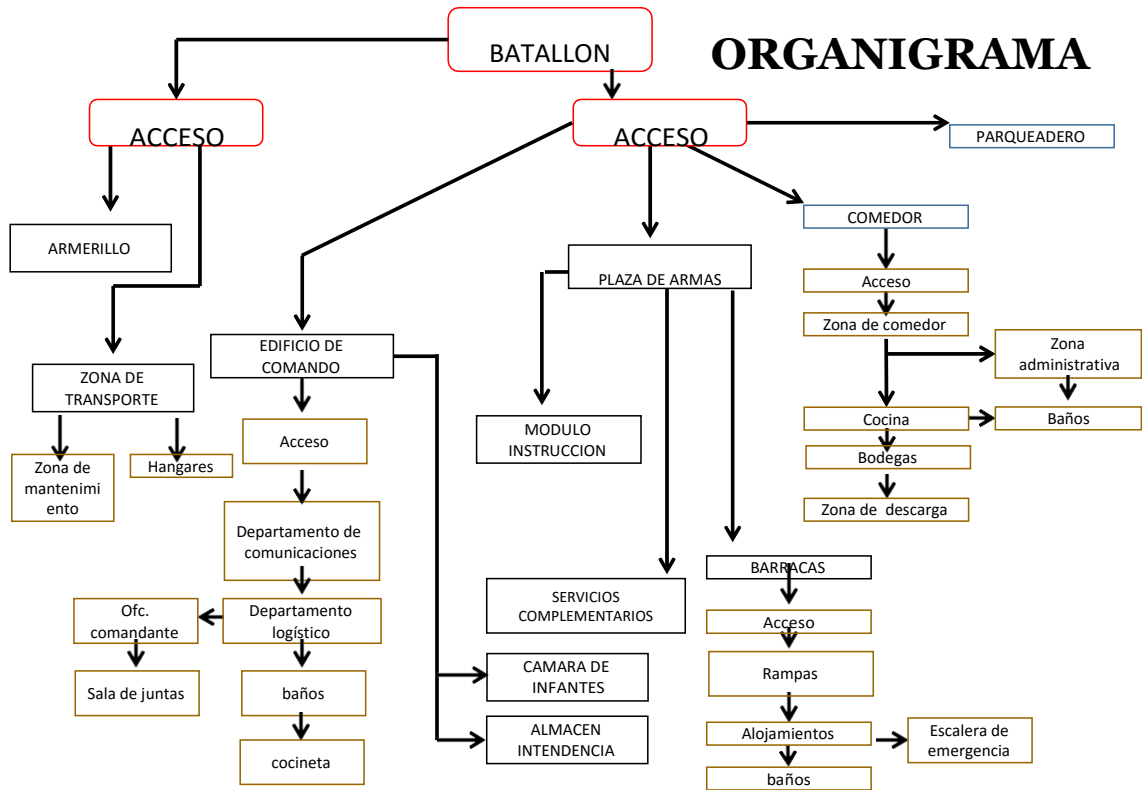 ORGANIGRAMA
BATALLON
ACCESO
ACCESO
PARQUEADERO
ARMERILLO
COMEDOR
PLAZA DE ARMAS
Acceso
Zona de comedor
EDIFICIO DE
COMANDO
Zona
administrativa
ZONA DE
TRANSPORTE
Cocina
Baños
Acceso
MODULO
INSTRUCCION
Bodegas
Zona de
mantenimi
ento
Hangares
Zona de descarga
Departamento de
comunicaciones
BARRACAS
SERVICIOS
COMPLEMENTARIOS
Ofc.
comandante
Departamento
logístico
Acceso
CAMARA DE
INFANTES
Rampas
Sala de juntas
baños
ALMACEN
INTENDENCIA
Alojamientos
Escalera de
emergencia
cocineta
baños